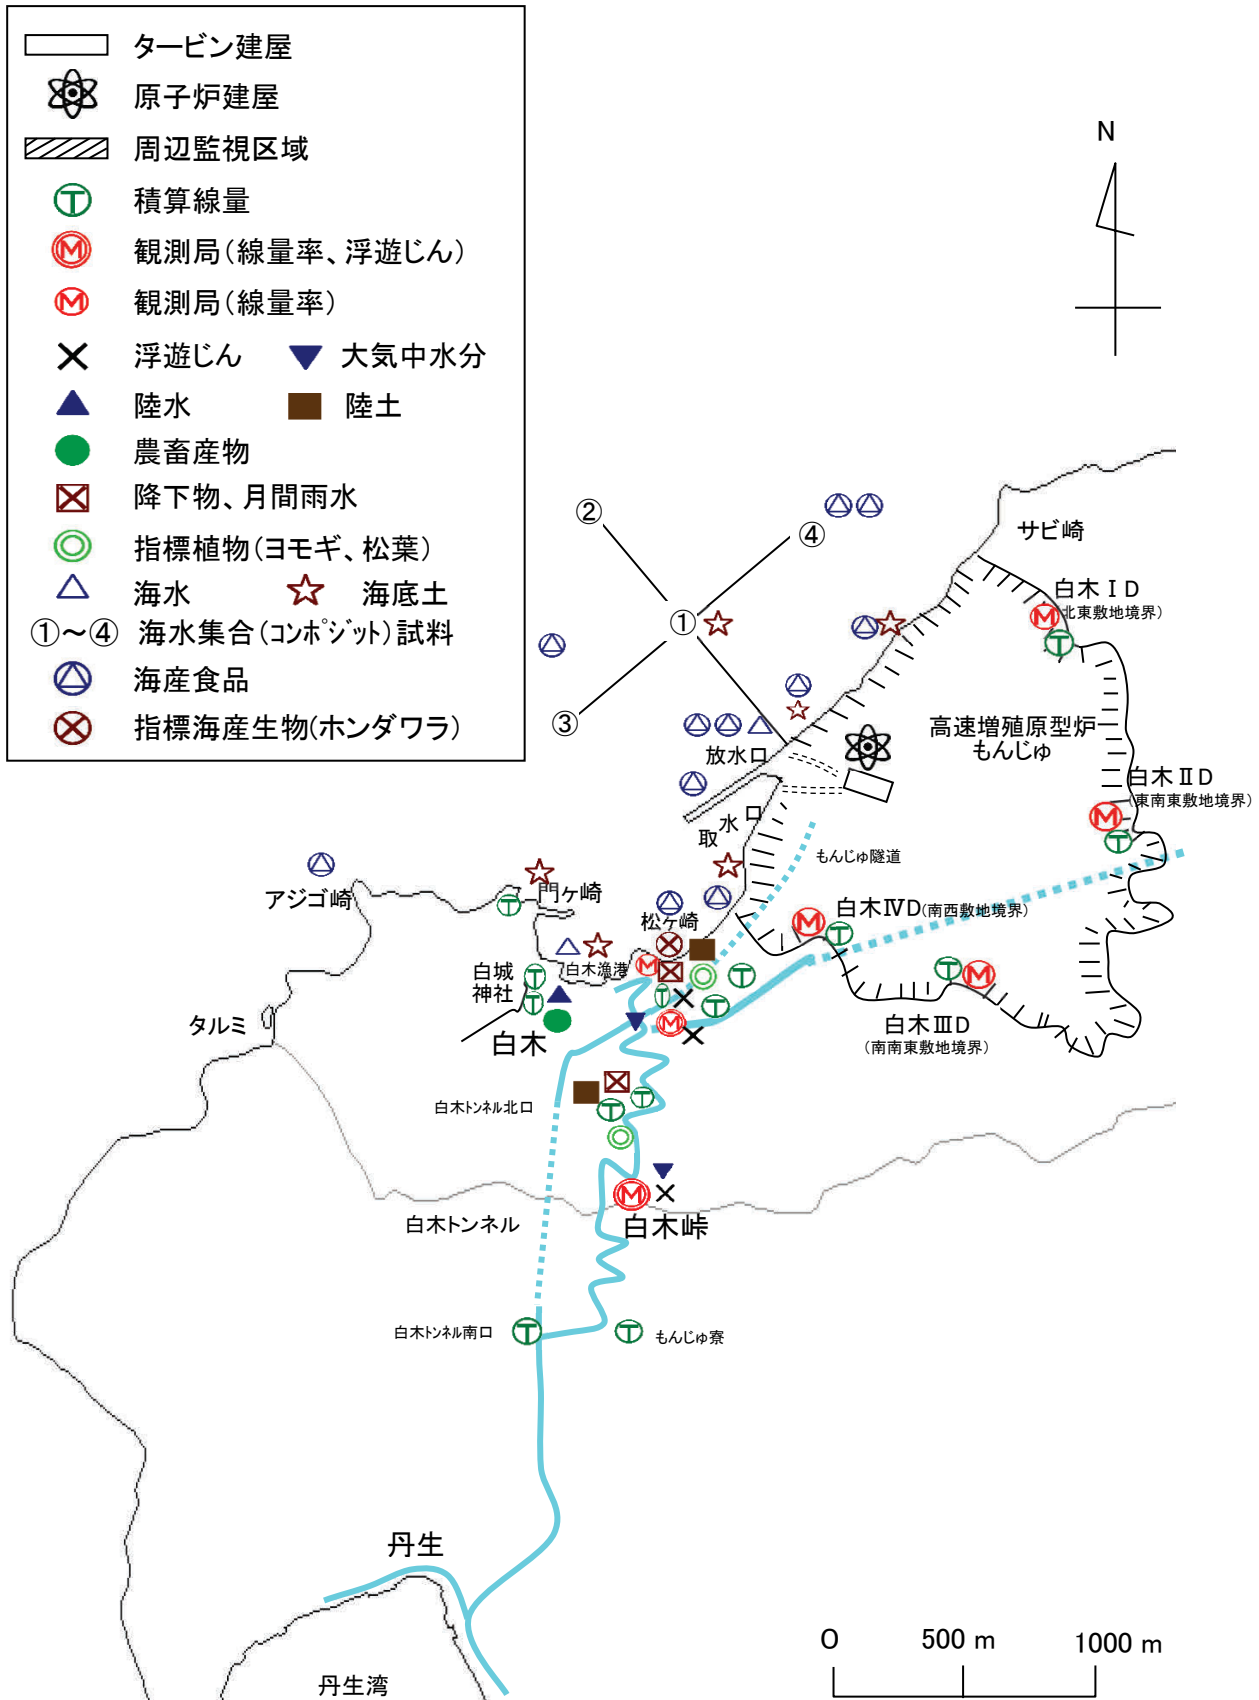 タービン建屋
原子炉建屋
周辺監視区域
積算線量
観測局(線量率、浮遊じん)
観測局(線量率)
浮遊じん 大気中水分
陸水 陸土
農畜産物
降下物、月間雨水
指標植物(ヨモギ、松葉)
海水 海底土
①～④ 海水集合(コンポジット)試料
海産食品
指標海産生物(ホンダワラ)
N
②
④
①
③
サビ崎
白木ⅠD
(北東敷地境界)
高速増殖原型炉
もんじゅ
放水口
白木ⅡD
(東南東敷地境界)
取水口
もんじゅ隧道
アジゴ崎
門ヶ崎
松ヶ崎
白木ⅣD(南西敷地境界)
白城
神社
白木漁港
タルミ
白木
白木ⅢD
(南南東敷地境界)
白木トンネル北口
白木トンネル
白木峠
白木トンネル南口
もんじゅ寮
丹生
丹生湾
0 500 m 1000 m